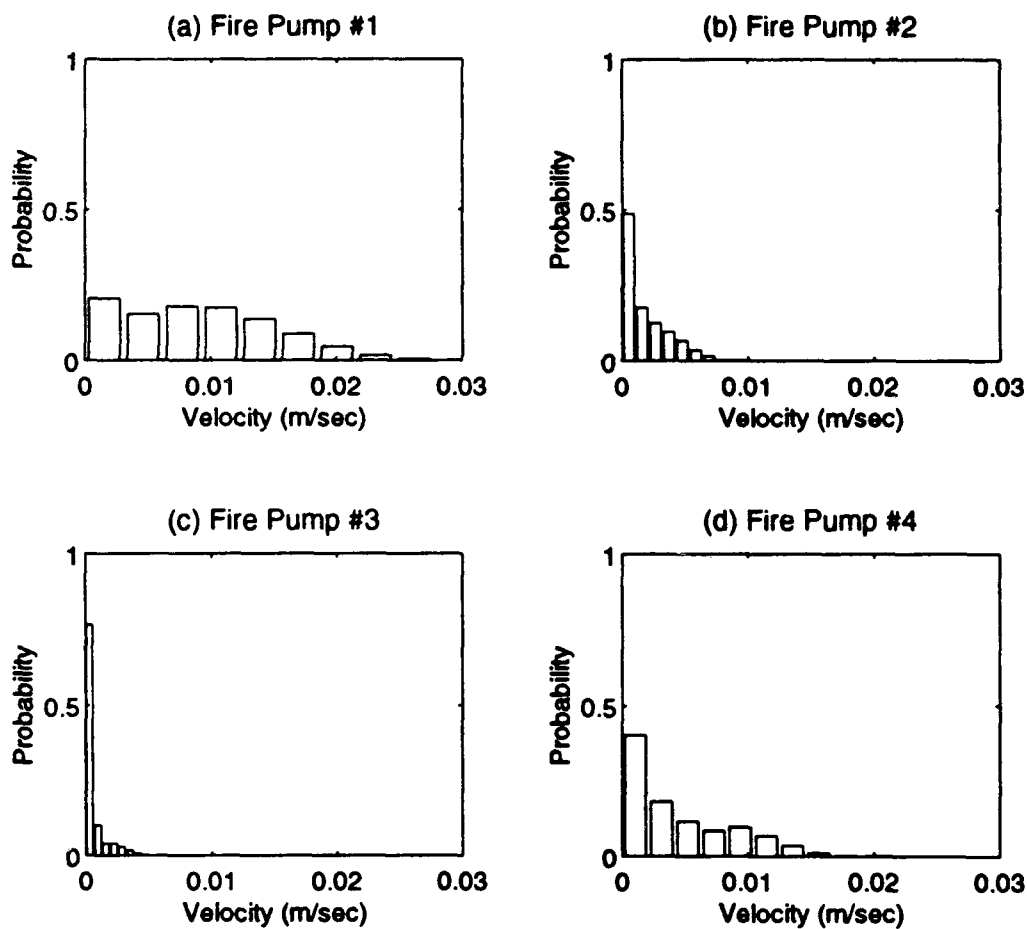 (a) Fire Pump #1
1
0.5
0
Probability
0 0.01 0.02 0.03
Velocity (m/sec)
(b) Fire Pump #2
1
0.5
0
Probability
0 0.01 0.02 0.03
Velocity (m/sec)
(c) Fire Pump #3
1
0.5
0
Probability
0 0.01 0.02 0.03
Velocity (m/sec)
(d) Fire Pump #4
1
0.5
0
Probability
0 0.01 0.02 0.03
Velocity (m/sec)